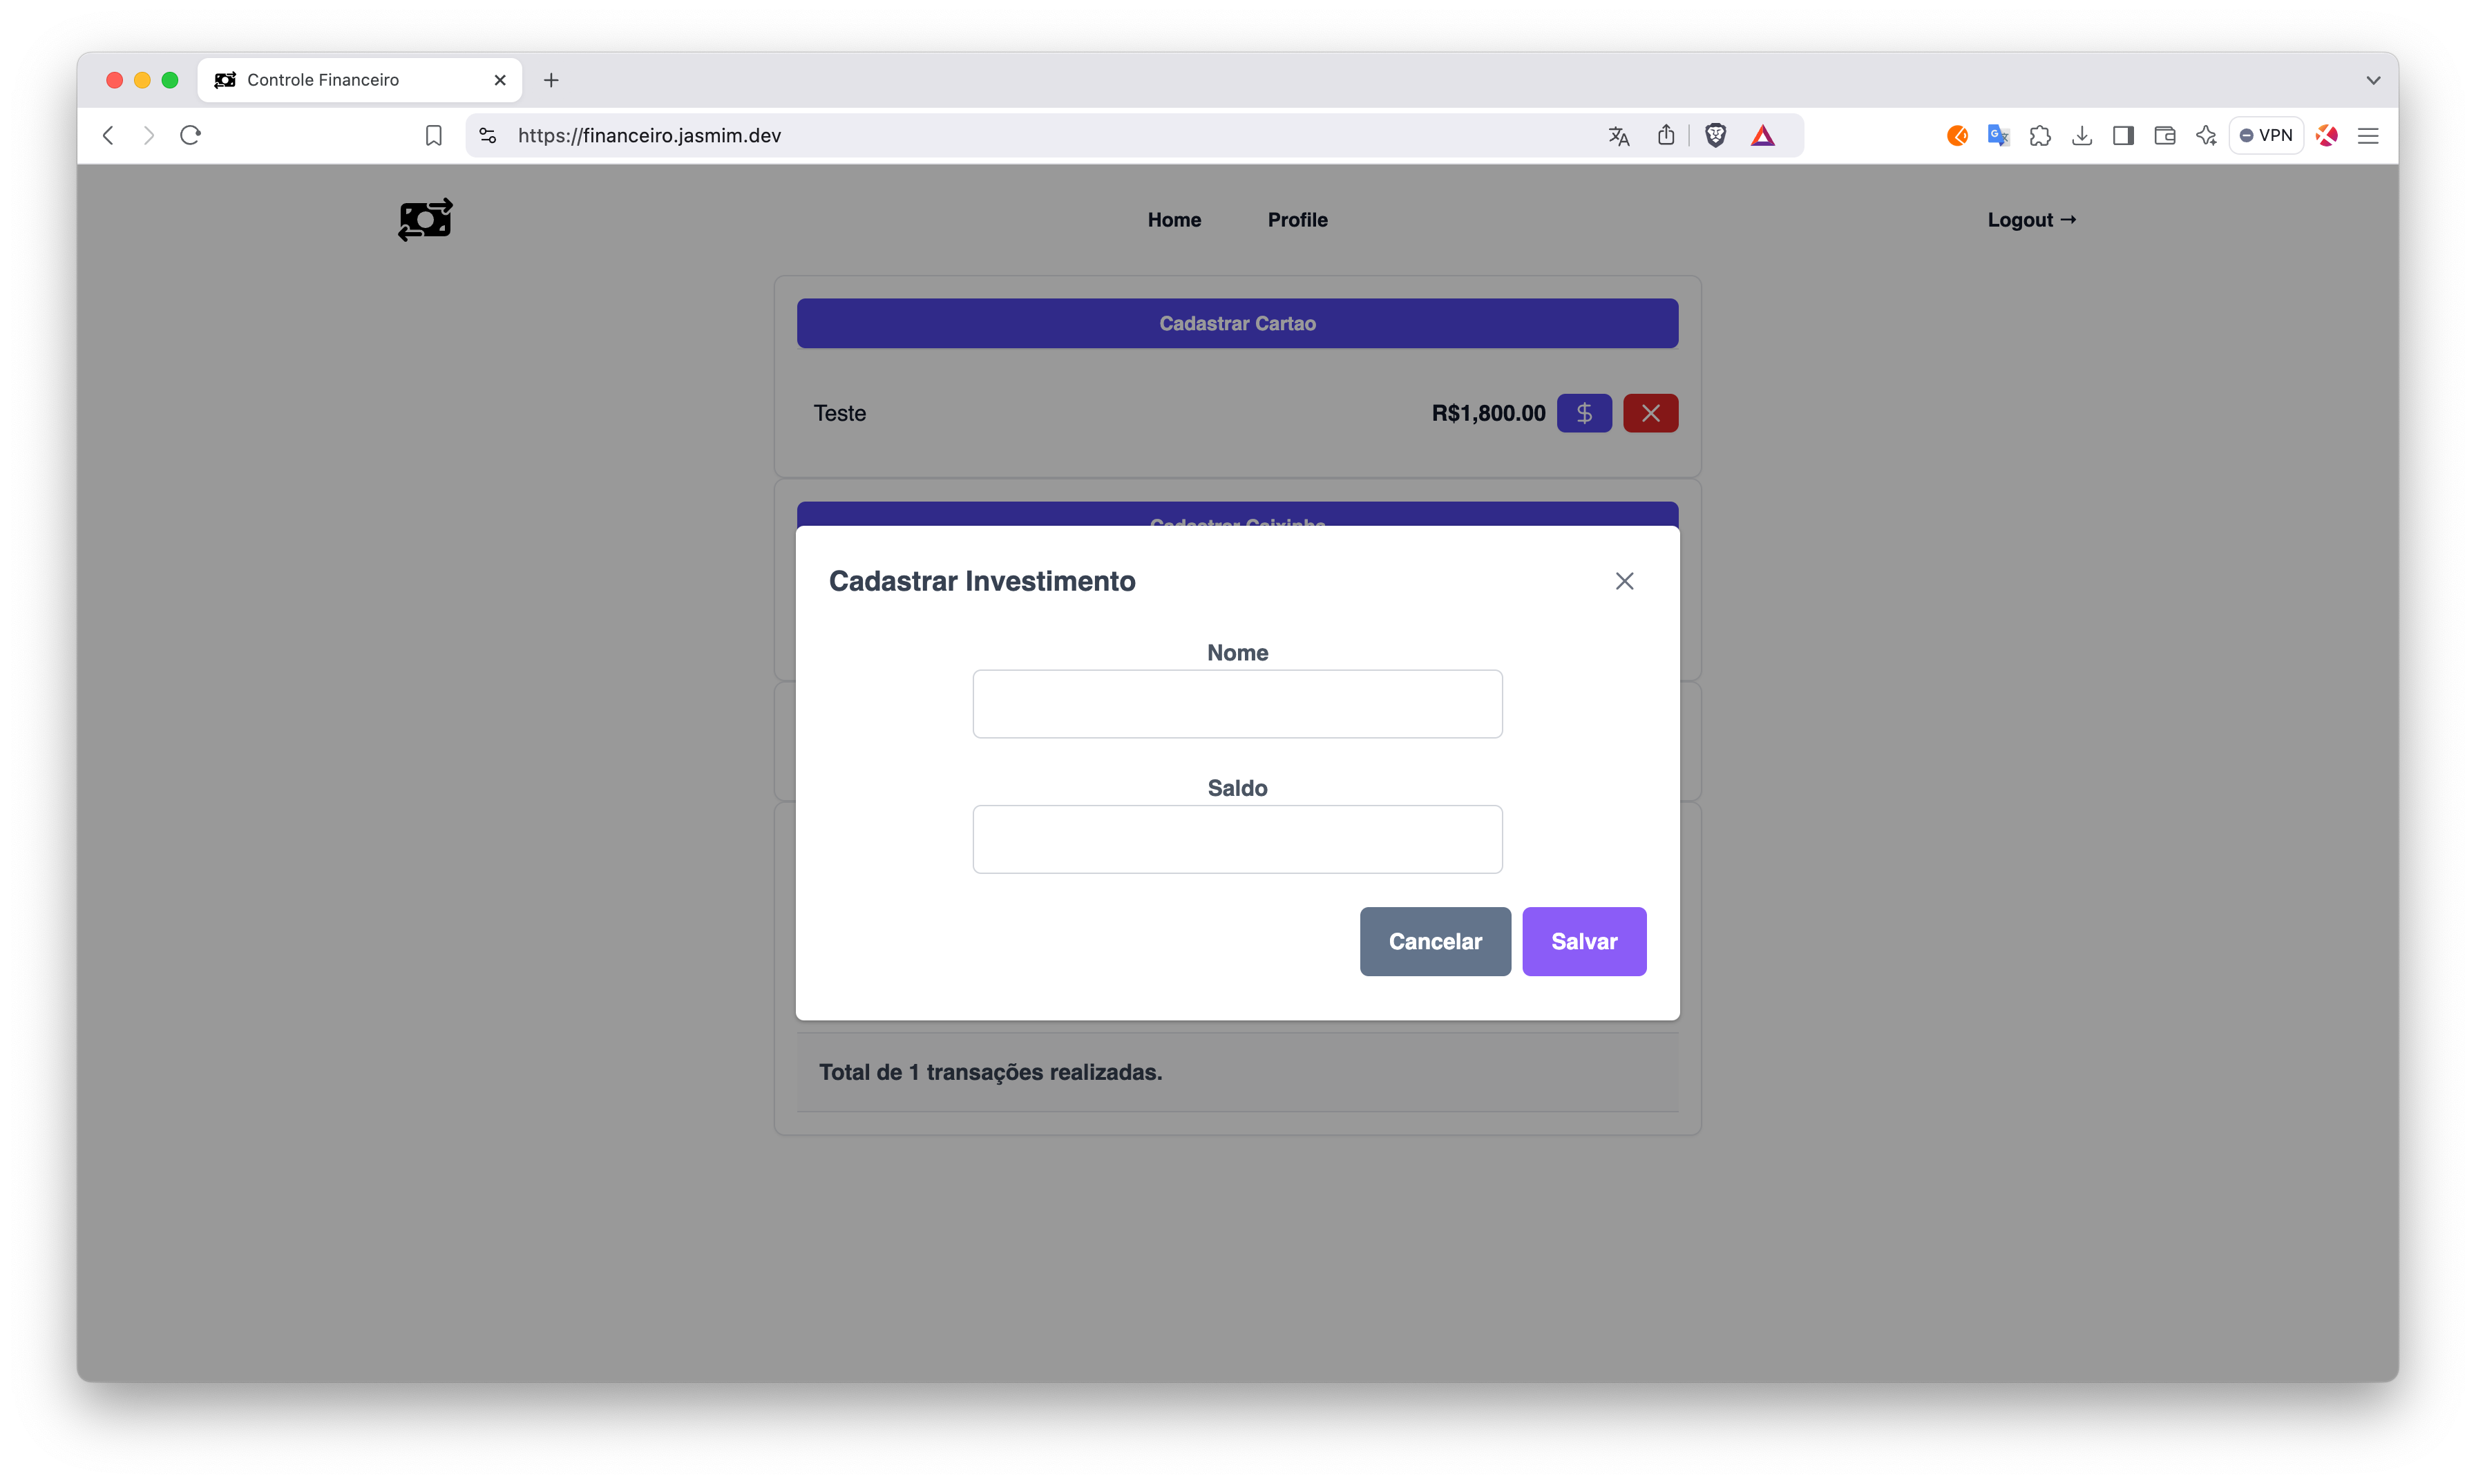 Controle Financeiro
https://financeiro.jasmim.dev
VPN
Home
Profile
Logout →
Cadastrar Cartao
Teste
R$1,800.00
$
Cadastrar Caixinha
Cadastrar Investimento
Nome
Saldo
Cancelar
Salvar
Total de 1 transações realizadas.